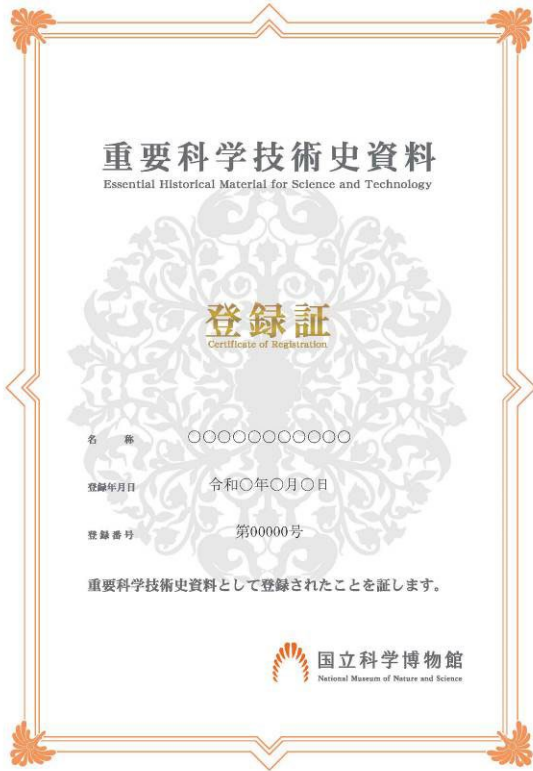 重要科学技術史資料
Essential Historical Material for Science and Technology
登録証
Certificate of Registration
名　称　〇〇〇〇〇〇〇〇〇〇〇
登録年月日　令和〇年〇月〇日
登録番号　第00000号
重要科学技術史資料として登録されたことを証します。
国立科学博物館
National Museum of Nature and Science